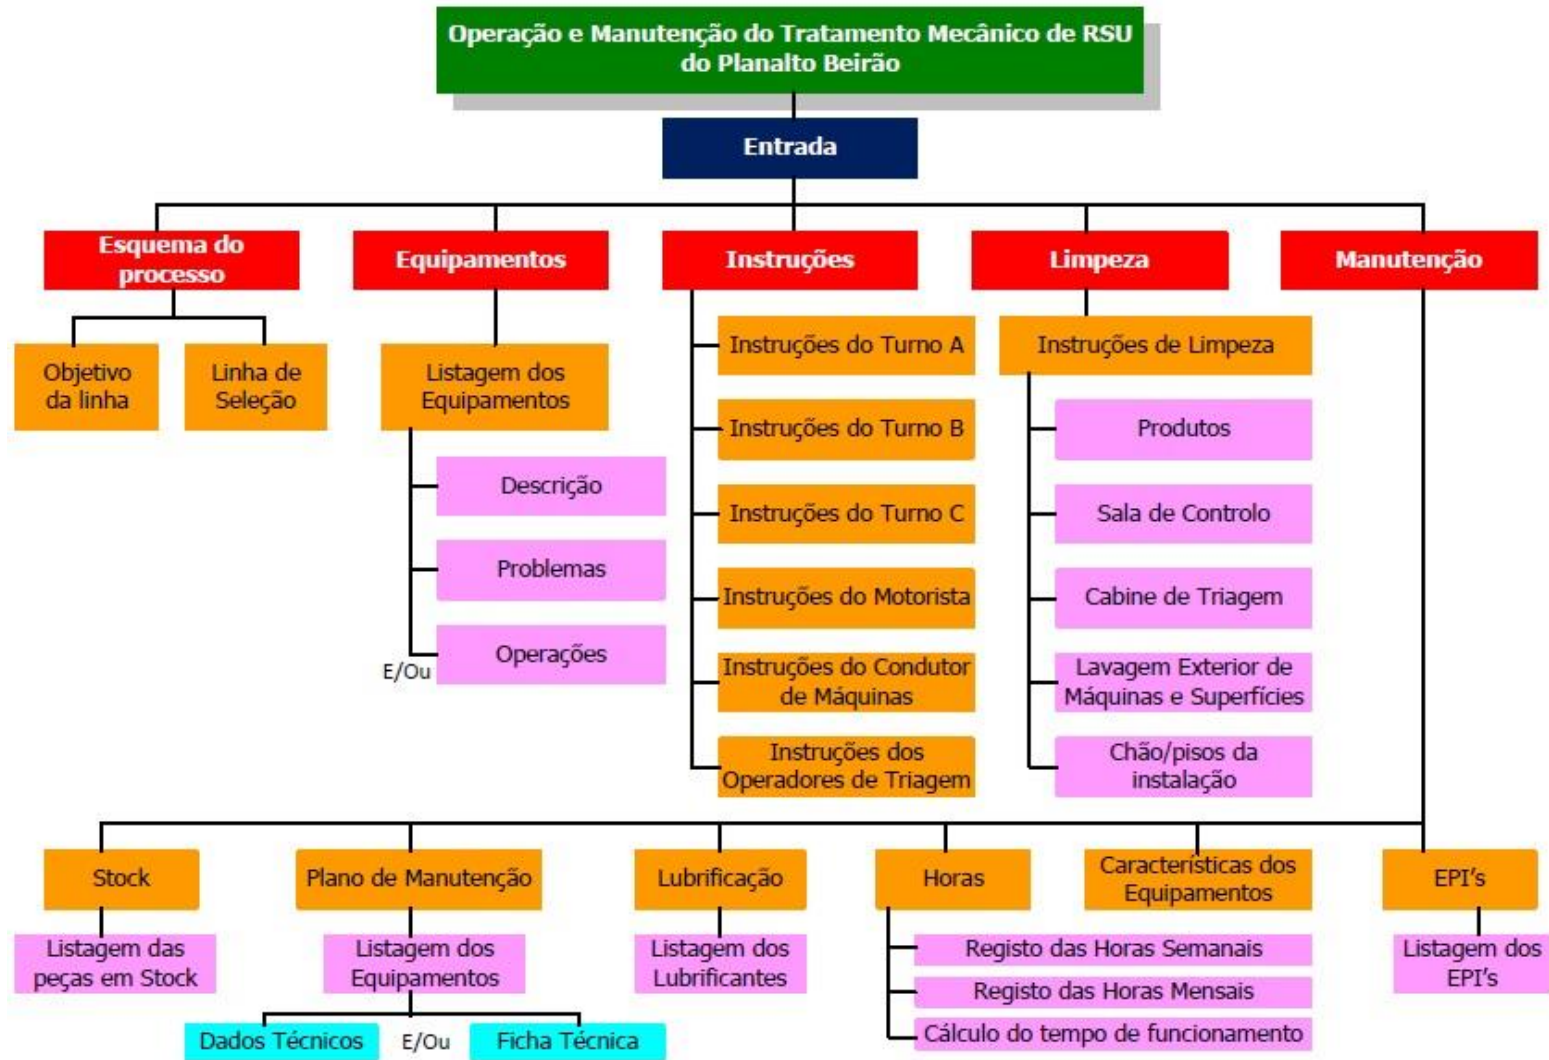 Operação e Manutenção do Tratamento Mecânico de RSU
do Planalto Beirão
Entrada
Esquema do
processo
Equipamentos
Instruções
Limpeza
Manutenção
Objetivo
da linha
Linha de
Seleção
Listagem dos
Equipamentos
Descrição
Problemas
Operações
E/Ou
Instruções do Turno A
Instruções do Turno B
Instruções do Turno C
Instruções do Motorista
Instruções do Condutor
de Máquinas
Instruções dos
Operadores de Triagem
Instruções de Limpeza
Produtos
Sala de Controlo
Cabine de Triagem
Lavagem Exterior de
Máquinas e Superfícies
Chão/pisos da
instalação
Stock
Plano de Manutenção
Lubrificação
Horas
Características dos
Equipamentos
EPI's
Listagem das
peças em Stock
Listagem dos
Equipamentos
Listagem dos
Lubrificantes
Registo das Horas Semanais
Registo das Horas Mensais
Cálculo do tempo de funcionamento
Listagem dos
EPI's
Dados Técnicos
E/Ou
Ficha Técnica